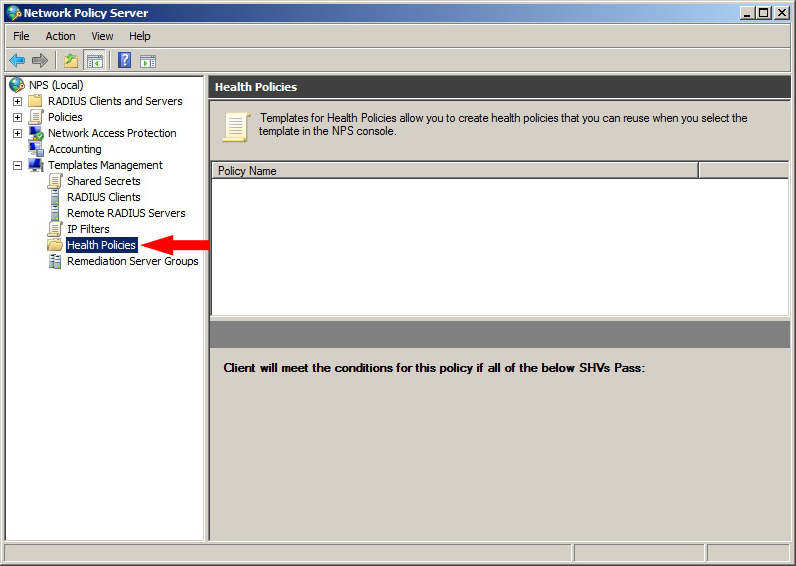 Network Policy Server
File Action View Help
NPS (Local)
RADIUS Clients and Servers
Policies
Network Access Protection
Accounting
Templates Management
Shared Secrets
RADIUS Clients
Remote RADIUS Servers
IP Filters
Health Policies
Remediation Server Groups
Health Policies
Templates for Health Policies allow you to create health policies that you can reuse when you select the
template in the NPS console.
Policy Name
Client will meet the conditions for this policy if all of the below SHVs Pass: